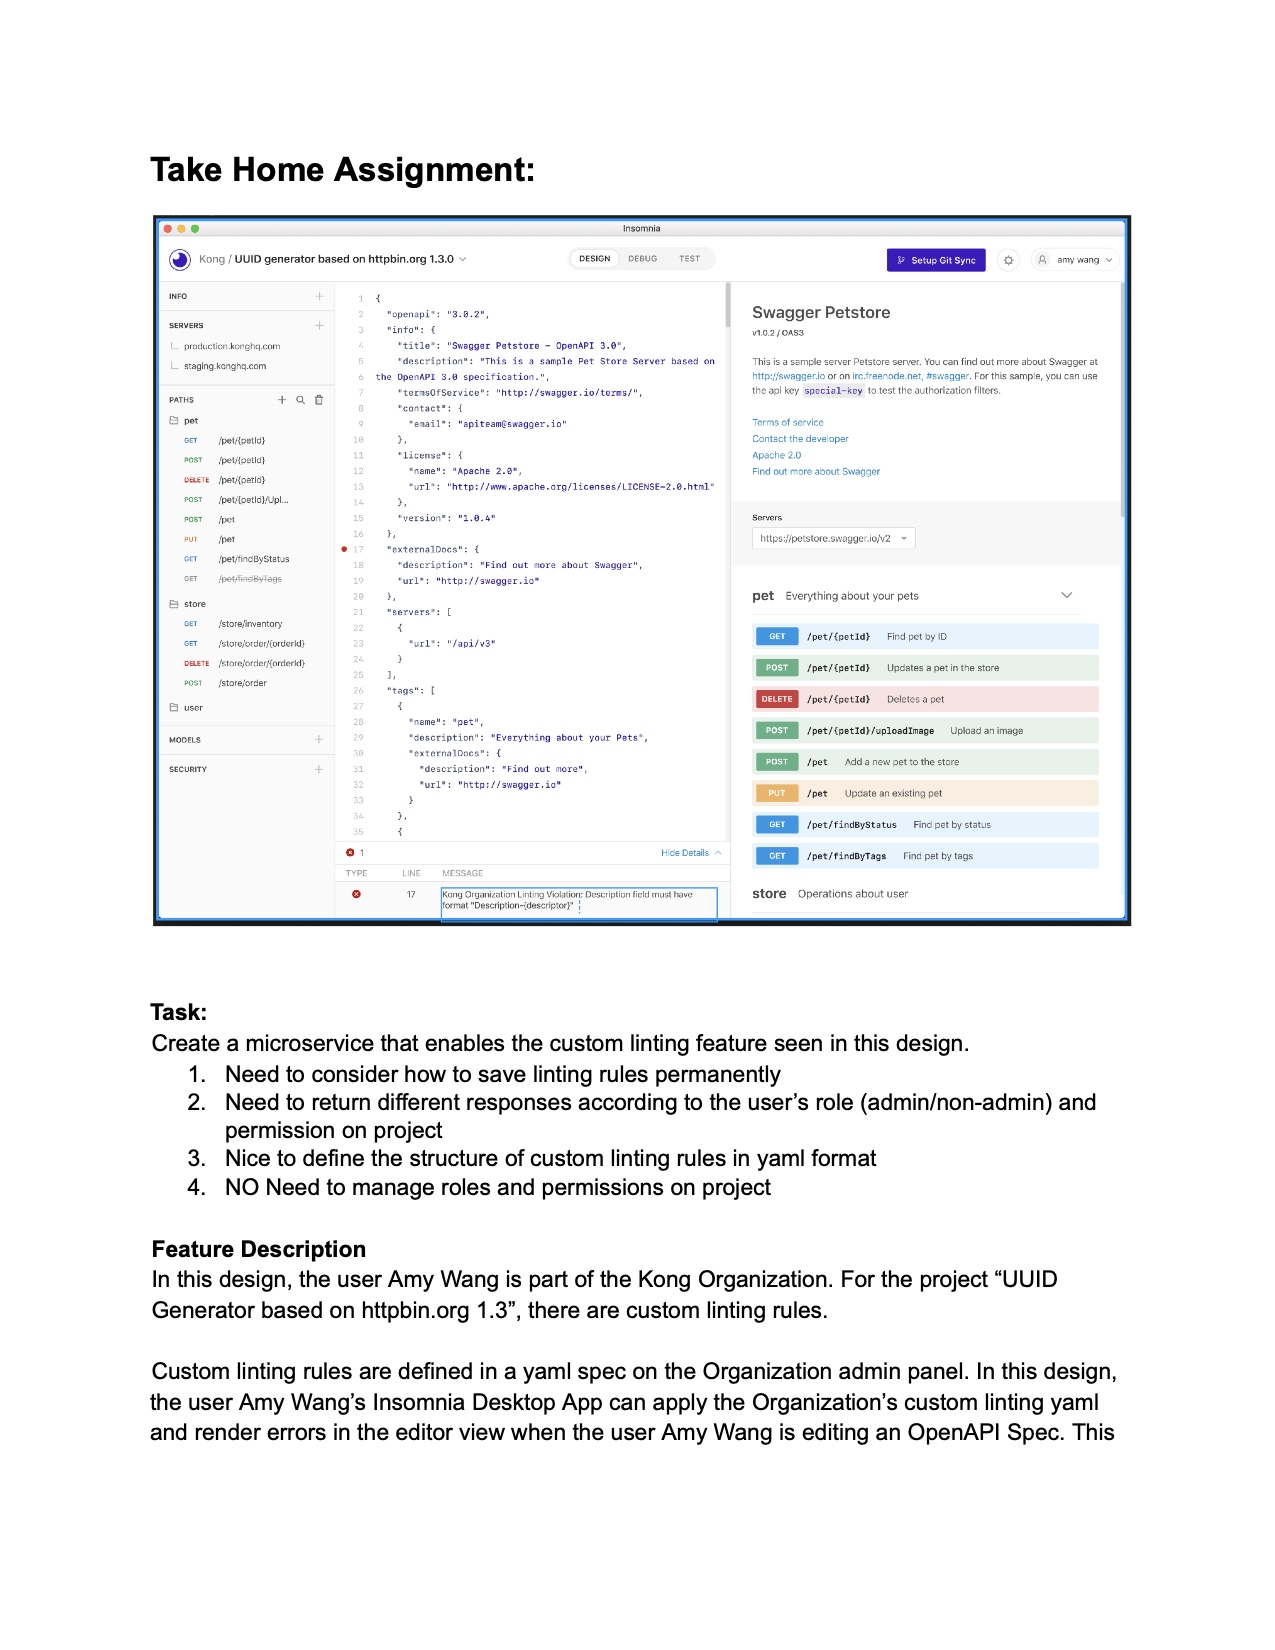 Take Home Assignment:
Insomnia
Kong / UUID generator based on httpbin.org 1.3.0
DESIGN DEBUG TEST
Setup Git Sync
amy wang
INFO
SERVERS
production.konghq.com
staging.konghq.com
PATHS
pet
GET /pet/{petId}
POST /pet/{petId}
DELETE /pet/{petId}
POST /pet/{petId}/Upl...
POST /pet
PUT /pet
GET /pet/findByStatus
GET /pet/findByTags
store
GET /store/inventory
GET /store/order/{orderId}
DELETE /store/order/{orderId}
POST /store/order
user
MODELS
SECURITY
1 {
2 "openapi": "3.0.2",
3 "info": {
4 "title": "Swagger Petstore – OpenAPI 3.0",
5 "description": "This is a sample Pet Store Server based on
6 the OpenAPI 3.0 specification.",
7 "termsOfService": "http://swagger.io/terms/",
8 "contact": {
9 "email": "apiteam@swagger.io"
10 },
11 "license": {
12 "name": "Apache 2.0",
13 "url": "http://www.apache.org/licenses/LICENSE-2.0.html"
14 },
15 "version": "1.0.4"
16 },
17 "externalDocs": {
18 "description": "Find out more about Swagger",
19 "url": "http://swagger.io"
20 },
21 "servers": [
22 {
23 "url": "/api/v3"
24 }
25 ],
26 "tags": [
27 {
28 "name": "pet",
29 "description": "Everything about your Pets",
30 "externalDocs": {
31 "description": "Find out more",
32 "url": "http://swagger.io"
33 }
34 },
35 {
1 Hide Details
TYPE LINE MESSAGE
17 Kong Organization Linting Violation: Description field must have
format "Description-{descriptor}"
Swagger Petstore
v1.0.2 / OAS3
This is a sample server Petstore server. You can find out more about Swagger at
http://swagger.io or on irc.freenode.net, #swagger. For this sample, you can use
the api key special-key to test the authorization filters.
Terms of service
Contact the developer
Apache 2.0
Find out more about Swagger
Servers
https://petstore.swagger.io/v2
pet Everything about your pets
GET /pet/{petId} Find pet by ID
POST /pet/{petId} Updates a pet in the store
DELETE /pet/{petId} Deletes a pet
POST /pet/{petId}/uploadImage Upload an image
POST /pet Add a new pet to the store
PUT /pet Update an existing pet
GET /pet/findByStatus Find pet by status
GET /pet/findByTags Find pet by tags
store Operations about user
Task:
Create a microservice that enables the custom linting feature seen in this design.
1. Need to consider how to save linting rules permanently
2. Need to return different responses according to the user’s role (admin/non-admin) and
permission on project
3. Nice to define the structure of custom linting rules in yaml format
4. NO Need to manage roles and permissions on project
Feature Description
In this design, the user Amy Wang is part of the Kong Organization. For the project “UUID
Generator based on httpbin.org 1.3”, there are custom linting rules.
Custom linting rules are defined in a yaml spec on the Organization admin panel. In this design,
the user Amy Wang’s Insomnia Desktop App can apply the Organization’s custom linting yaml
and render errors in the editor view when the user Amy Wang is editing an OpenAPI Spec. This